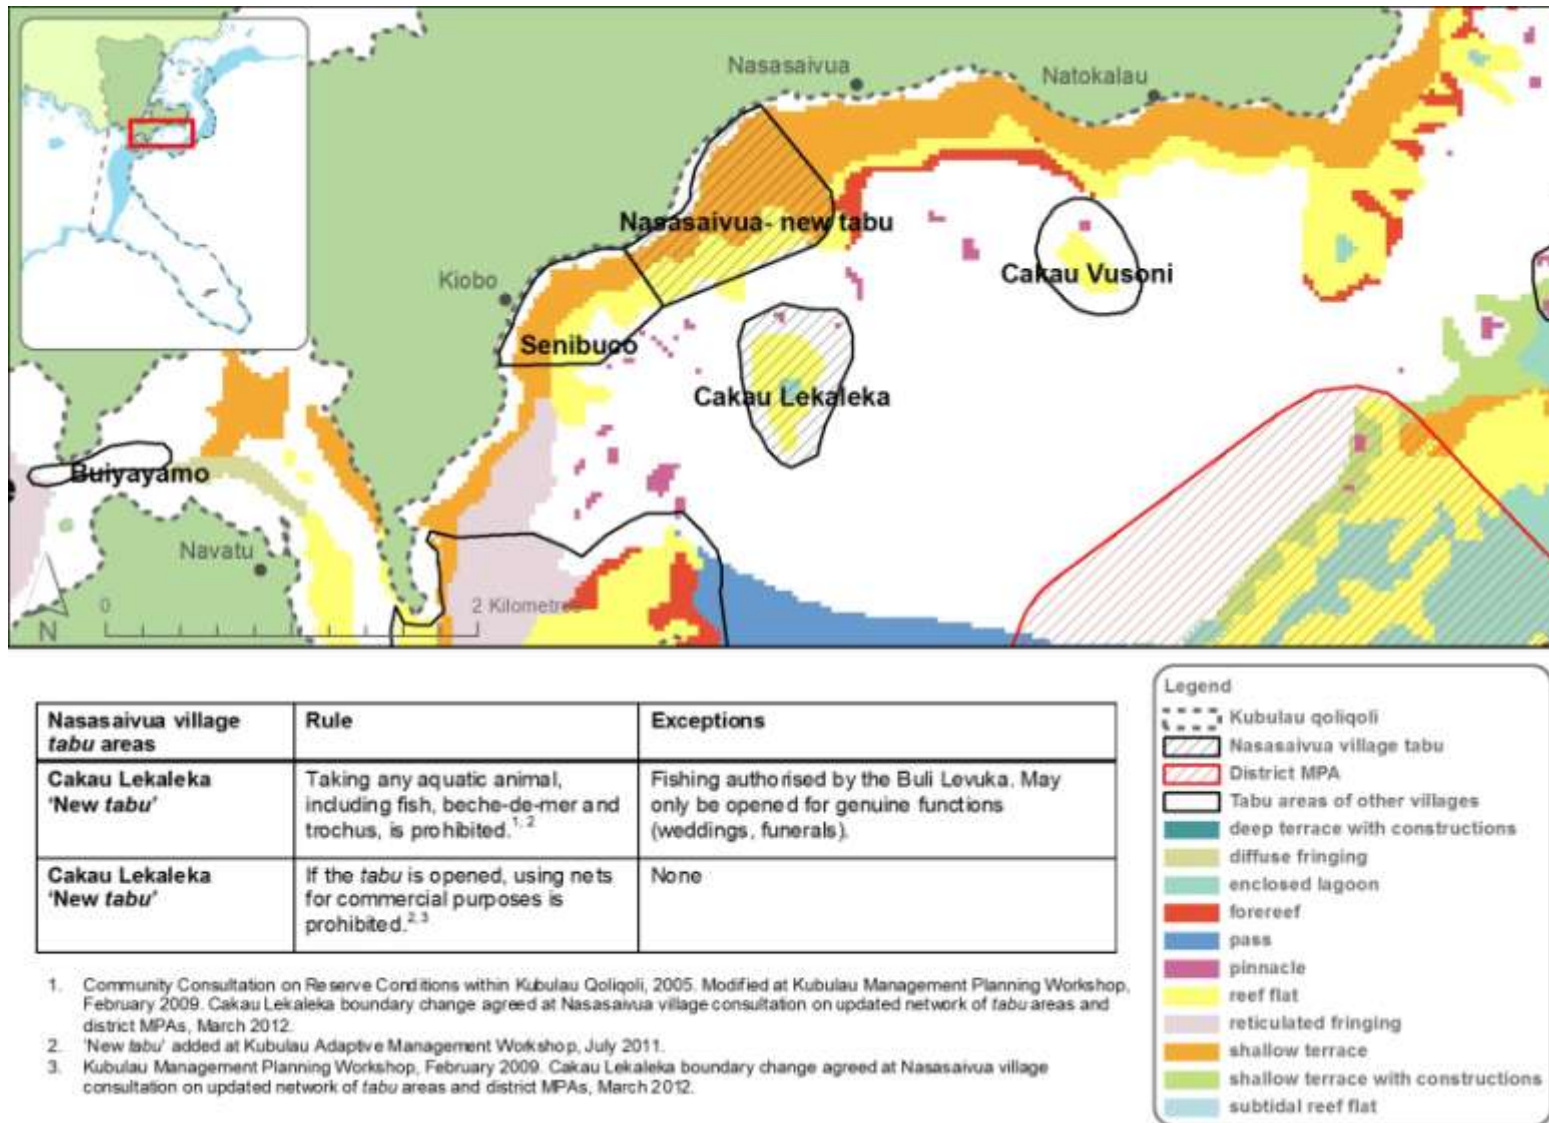 Nasasaivua
Natokalau
Nasasaivua- new tabu
Kiobo
Cakau Vusoni
Senibuco
Cakau Lekaleka
Buiyayamo
Navatu
0
2 Kilometres
N
Nasasaivua village
tabu areas
Rule
Exceptions
Cakau Lekaleka
'New tabu'
Taking any aquatic animal,
including fish, beche-de-mer and
trochus, is prohibited.1, 2
Fishing authorised by the Buli Levuka. May
only be opened for genuine functions
(weddings, funerals).
Cakau Lekaleka
'New tabu'
If the tabu is opened, using nets
for commercial purposes is
prohibited.2,3
None
1. Community Consultation on Reserve Conditions within Kubulau Qoliqoli, 2005. Modified at Kubulau Management Planning Workshop,
February 2009. Cakau Lekaleka boundary change agreed at Nasasaivua village consultation on updated network of tabu areas and
district MPAs, March 2012.
2. 'New tabu' added at Kubulau Adaptive Management Workshop, July 2011.
3. Kubulau Management Planning Workshop, February 2009. Cakau Lekaleka boundary change agreed at Nasasaivua village
consultation on updated network of tabu areas and district MPAs, March 2012.
Legend
Kubulau qoliqoli
Nasasaivua village tabu
District MPA
Tabu areas of other villages
deep terrace with constructions
diffuse fringing
enclosed lagoon
forereef
pass
pinnacle
reef flat
reticulated fringing
shallow terrace
shallow terrace with constructions
subtidal reef flat